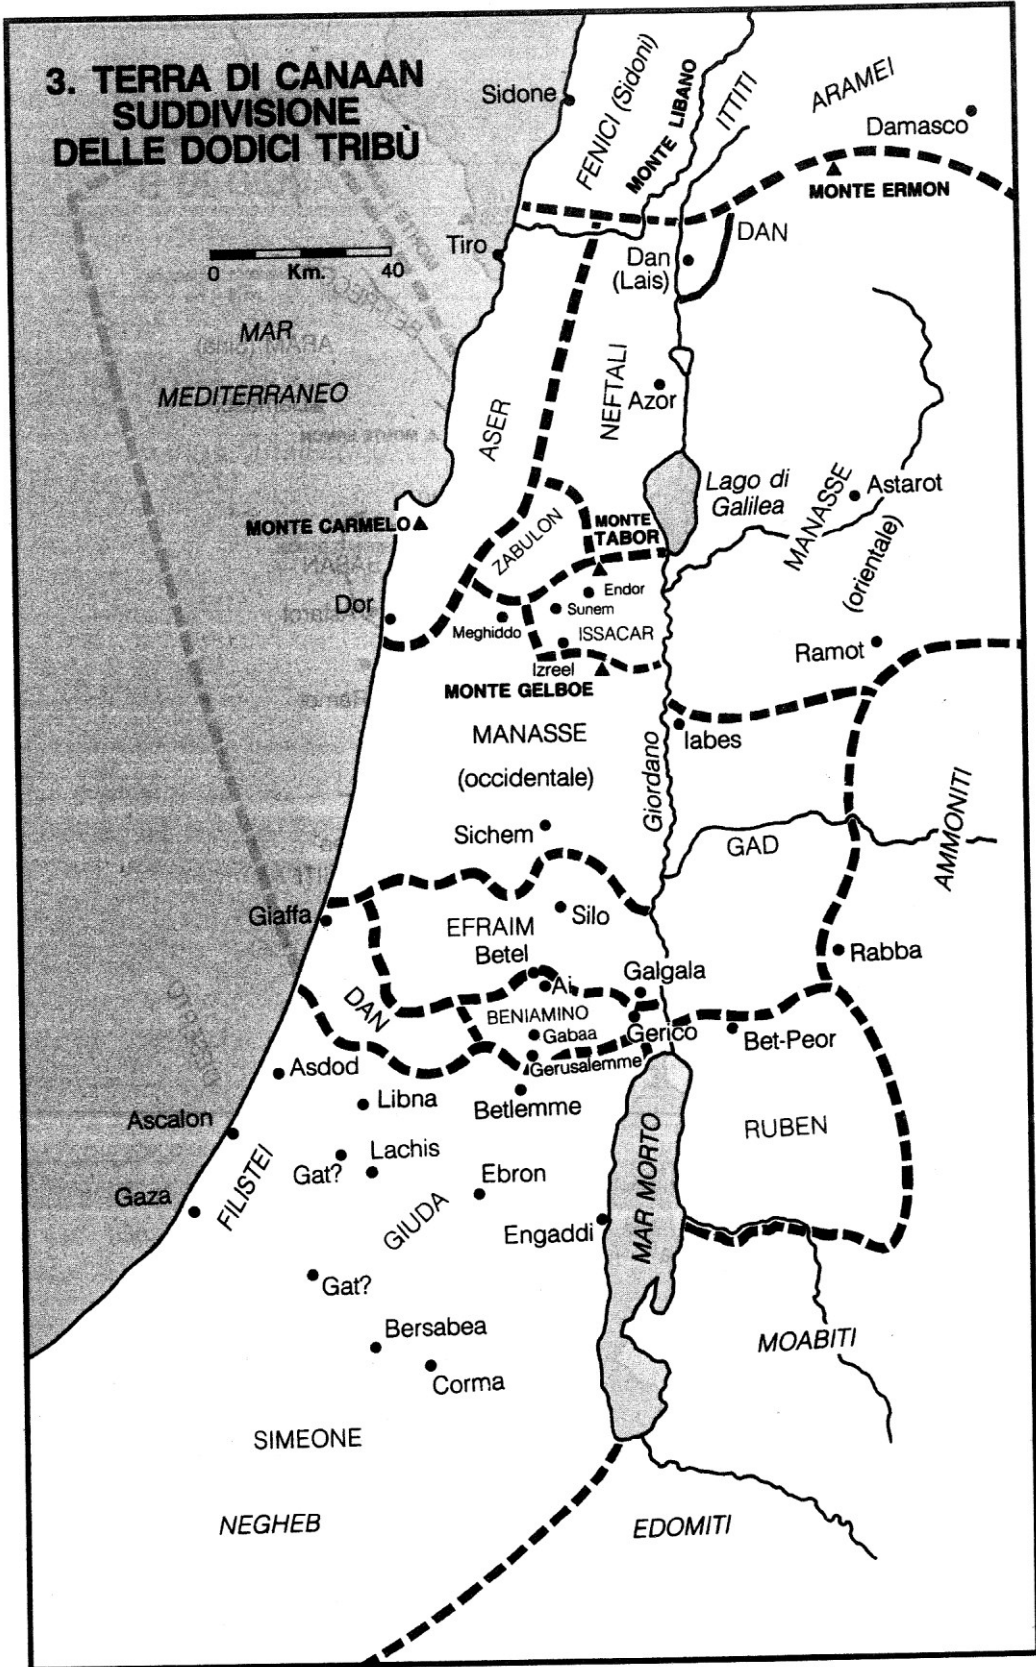 3. TERRA DI CANAAN
SUDDIVISIONE
DELLE DODICI TRIBÙ
Sidone
FENICI (Sidoni)
MONTE LIBANO
ITTITI
ARAMEI
Damasco
MONTE ERMON
Tiro
0 Km. 40
DAN
Dan
(Lais)
MAR
MEDITERRANEO
ARAM
NEFTALI
Azor
ASER
Lago di
Galilea
MANASSE
(orientale)
Astarot
MONTE CARMELO
ZABULON
MONTE
TABOR
Endor
Sunem
Dor
Meghiddo
ISSACAR
Izreel
Ramot
MONTE GELBOE
MANASSE
(occidentale)
Giordano
Iabes
Sichem
GAD
AMMONITI
Giaffa
EFRAIM
Silo
Betel
Ai
Galgala
Rabba
DAN
BENIAMINO
Gabaa
Gerico
Bet-Peor
Gerusalemme
Asdod
Libna
Betlemme
Ascalon
FILISTEI
Lachis
Gat?
RUBEN
Gaza
Ebron
GIUDA
Engaddi
MAR MORTO
Gat?
Bersabea
Corma
MOABITI
SIMEONE
NEGHEB
EDOMITI